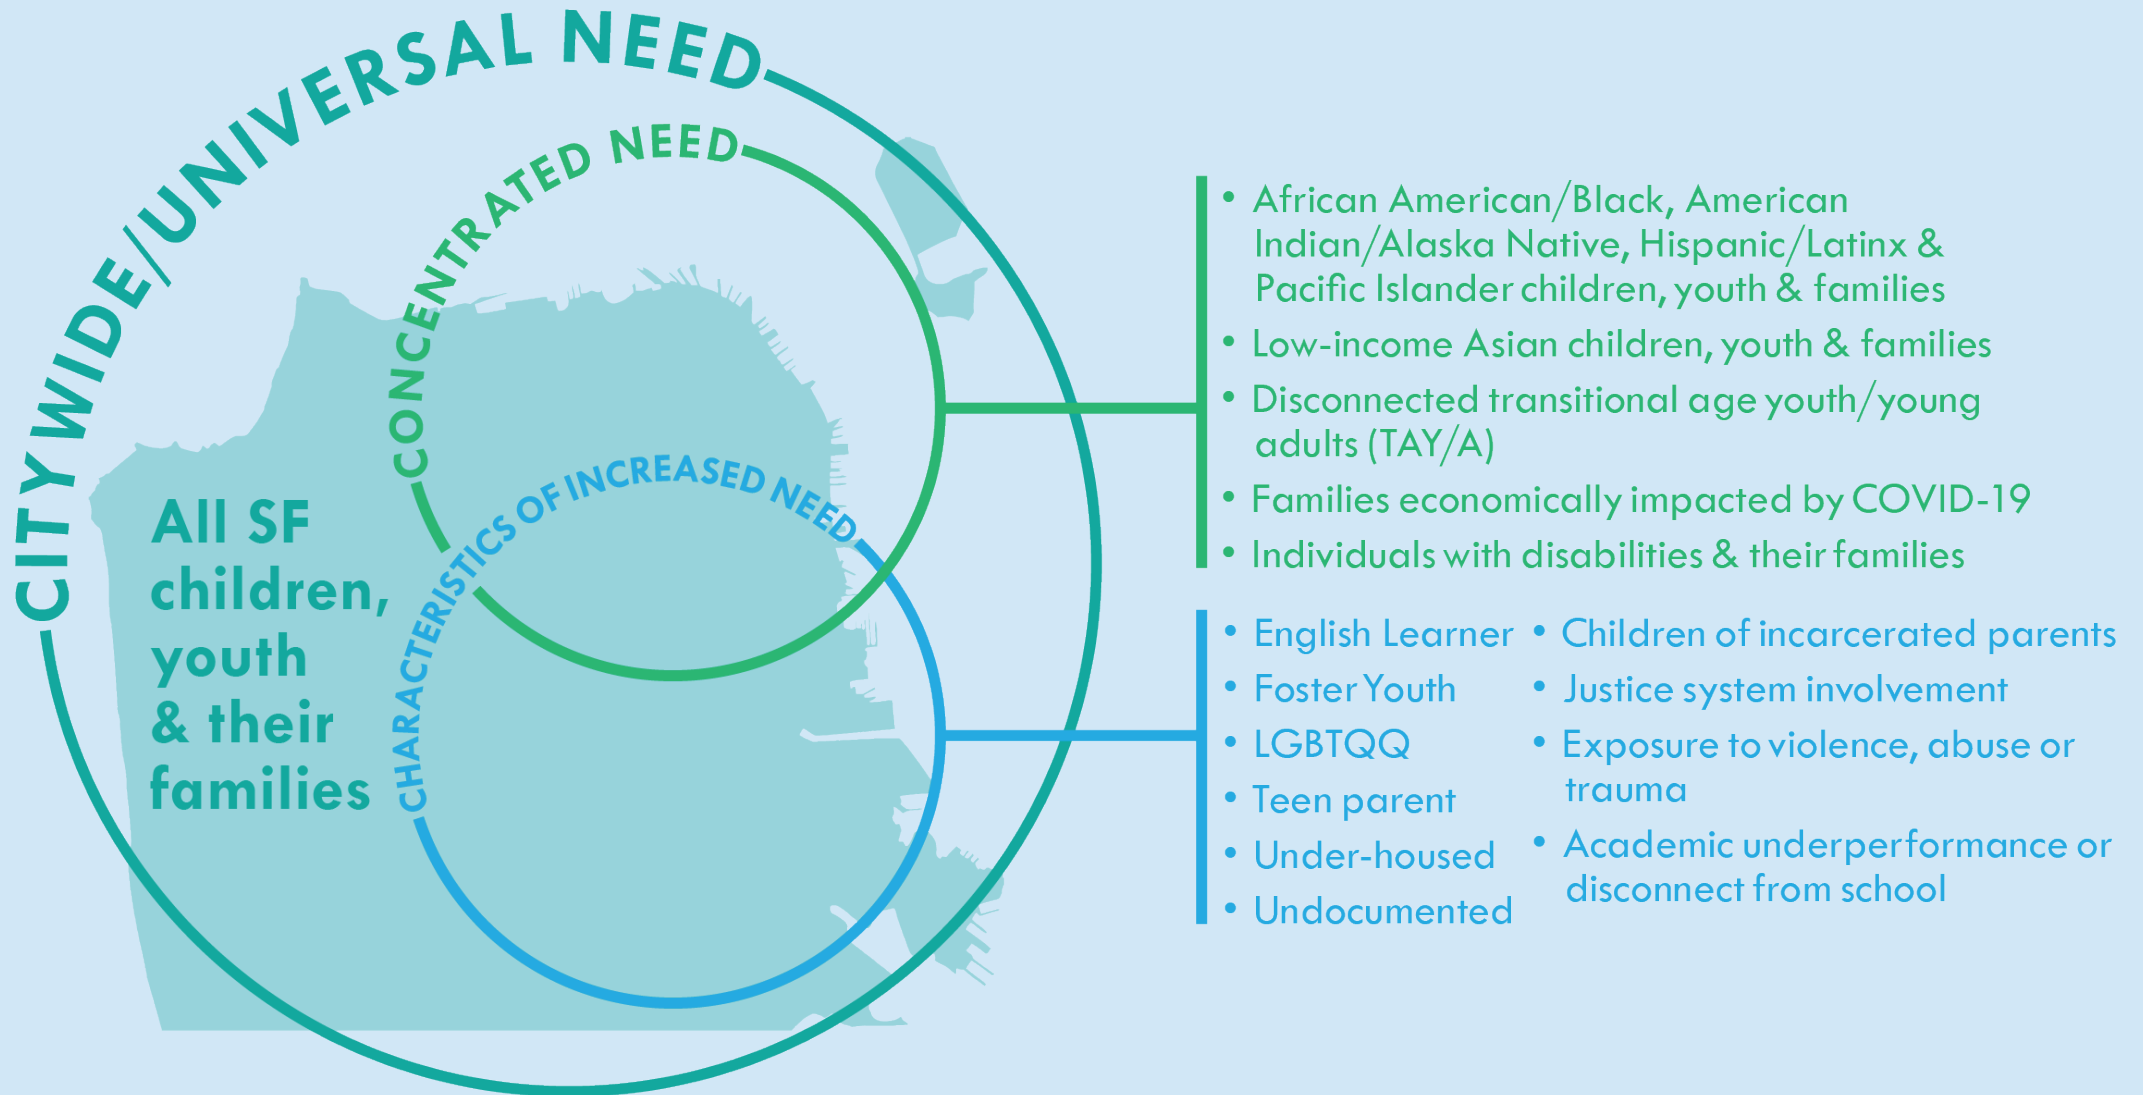 CITYWIDE/UNIVERSAL NEED
CONCENTRATED NEED
CHARACTERISTICS OF INCREASED NEED
All SF
children,
youth
& their
families
• African American/Black, American
Indian/Alaska Native, Hispanic/Latinx &
Pacific Islander children, youth & families
• Low-income Asian children, youth & families
• Disconnected transitional age youth/young
adults (TAY/A)
• Families economically impacted by COVID-19
• Individuals with disabilities & their families
• English Learner
• Foster Youth
• LGBTQQ
• Teen parent
• Under-housed
• Undocumented
• Children of incarcerated parents
• Justice system involvement
• Exposure to violence, abuse or
trauma
• Academic underperformance or
disconnect from school